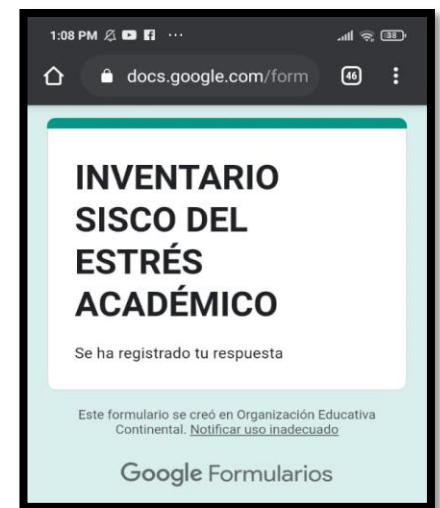 1:08 PM ...
38
docs.google.com/form
46
INVENTARIO
SISCO DEL
ESTRÉS
ACADÉMICO
Se ha registrado tu respuesta
Este formulario se creó en Organización Educativa
Continental. Notificar uso inadecuado
Google Formularios